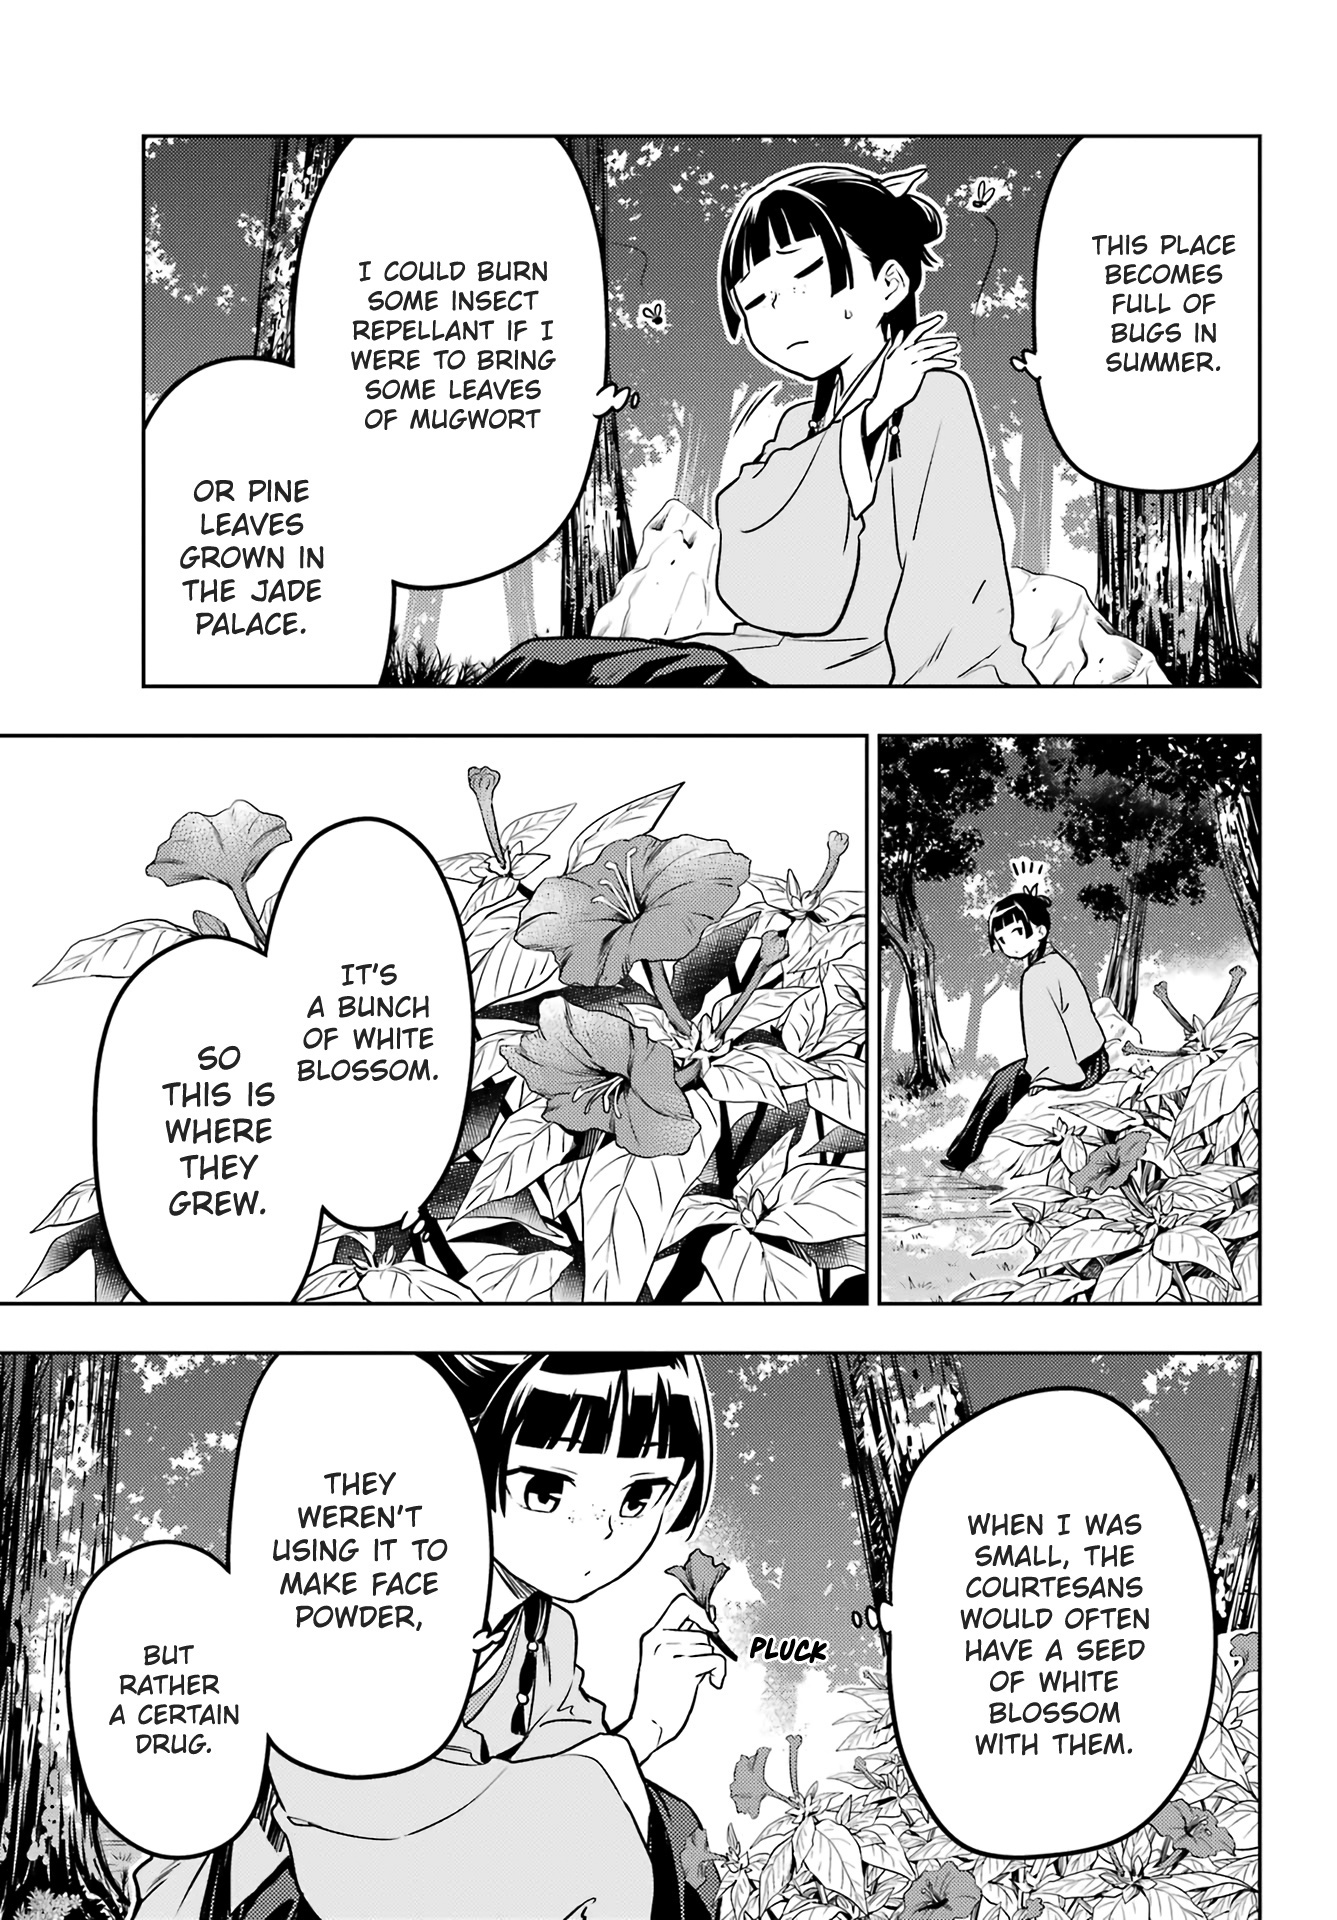 THIS PLACE
BECOMES
FULL OF
BUGS IN
SUMMER.
I COULD BURN
SOME INSECT
REPELLANT IF I
WERE TO BRING
SOME LEAVES
OF MUGWORT
OR PINE
LEAVES
GROWN IN
THE JADE
PALACE.
IT'S
A BUNCH
OF WHITE
BLOSSOM.
SO
THIS IS
WHERE
THEY
GREW.
WHEN I WAS
SMALL, THE
COURTESANS
WOULD OFTEN
HAVE A SEED
OF WHITE
BLOSSOM
WITH THEM.
PLUCK
THEY
WEREN'T
USING IT TO
MAKE FACE
POWDER,
BUT
RATHER
A CERTAIN
DRUG.